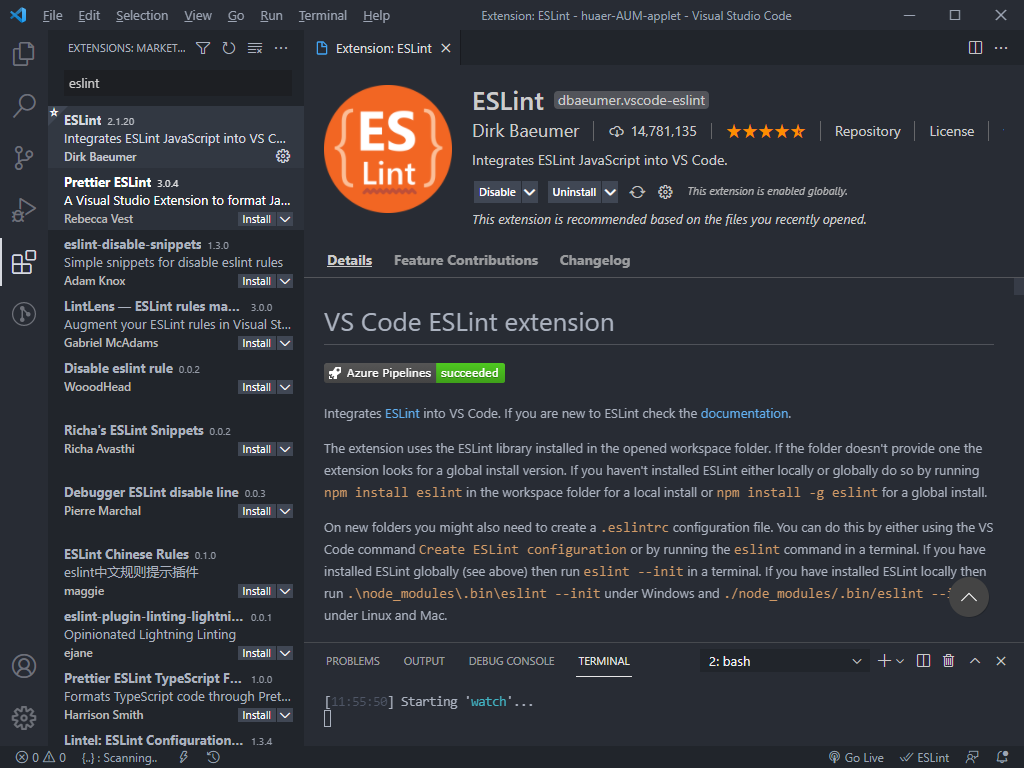 File Edit Selection View Go Run Terminal Help Extension: ESLint - huaer-AUM-applet - Visual Studio Code
EXTENSIONS: MARKET...
eslint
ESLint 2.1.20
Integrates ESLint JavaScript into VS C...
Dirk Baeumer
Prettier ESLint 3.0.4
A Visual Studio Extension to format Ja...
Rebecca Vest Install
eslint-disable-snippets 1.3.0
Simple snippets for disable eslint rules
Adam Knox Install
LintLens — ESLint rules ma... 3.0.0
Augment your ESLint rules in Visual St...
Gabriel McAdams Install
Disable eslint rule 0.0.2
WooodHead Install
Richa's ESLint Snippets 0.0.2
Richa Avasthi Install
Debugger ESLint disable line 0.0.3
Pierre Marchal Install
ESLint Chinese Rules 0.1.0
eslint中文规则提示插件
maggie Install
eslint-plugin-linting-lightni... 0.0.1
Opinionated Lightning Linting
ejane Install
Prettier ESLint TypeScript F... 1.0.0
Formats TypeScript code through Pret...
Harrison Smith Install
Lintel: ESLint Configuration... 1.3.4
Extension: ESLint
{ES}
Lint
ESLint dbaeumer.vscode-eslint
Dirk Baeumer 14,781,135 Repository License
Integrates ESLint JavaScript into VS Code.
Disable Uninstall This extension is enabled globally.
This extension is recommended based on the files you recently opened.
Details Feature Contributions Changelog
VS Code ESLint extension
Azure Pipelines succeeded
Integrates ESLint into VS Code. If you are new to ESLint check the documentation.
The extension uses the ESLint library installed in the opened workspace folder. If the folder doesn't provide one the
extension looks for a global install version. If you haven't installed ESLint either locally or globally do so by running
npm install eslint in the workspace folder for a local install or npm install -g eslint for a global install.
On new folders you might also need to create a .eslintrc configuration file. You can do this by either using the VS
Code command Create ESLint configuration or by running the eslint command in a terminal. If you have
installed ESLint globally (see above) then run eslint --init in a terminal. If you have installed ESLint locally then
run .\node_modules\.bin\eslint --init under Windows and ./node_modules/.bin/eslint --i
under Linux and Mac.
PROBLEMS OUTPUT DEBUG CONSOLE TERMINAL 2: bash
[11:55:50] Starting 'watch'...
0 0 {..} : Scanning.. Go Live ESLint